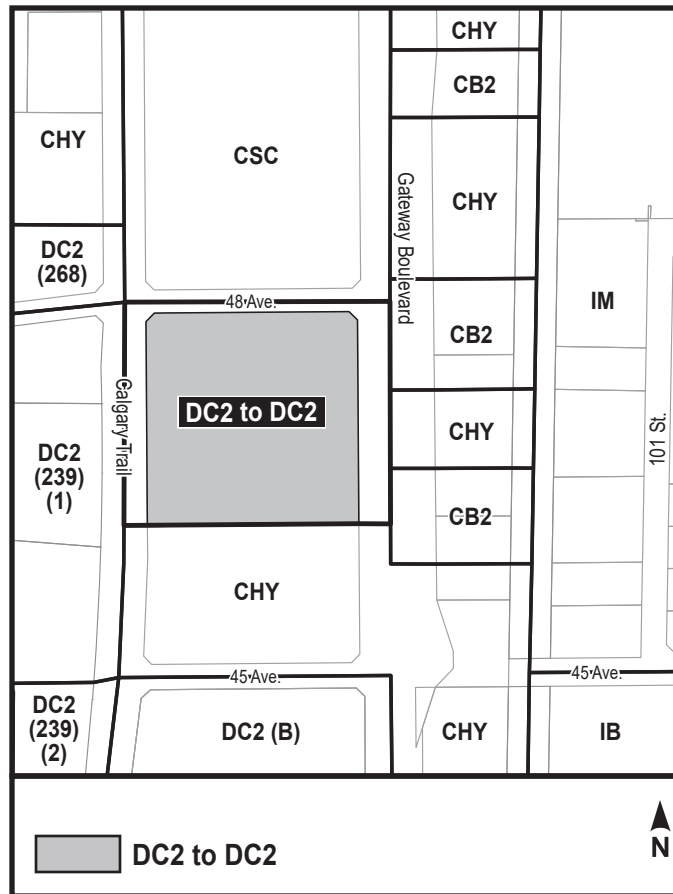 CHY
CB2
CHY
CSC
CHY
Gateway Boulevard
DC2
(268)
48 Ave.
IM
CB2
DC2 to DC2
Calgary Trail
CHY
101 St.
DC2
(239)
(1)
CB2
CHY
45 Ave.
45 Ave.
DC2
(239)
(2)
DC2 (B)
CHY
IB
DC2 to DC2
N